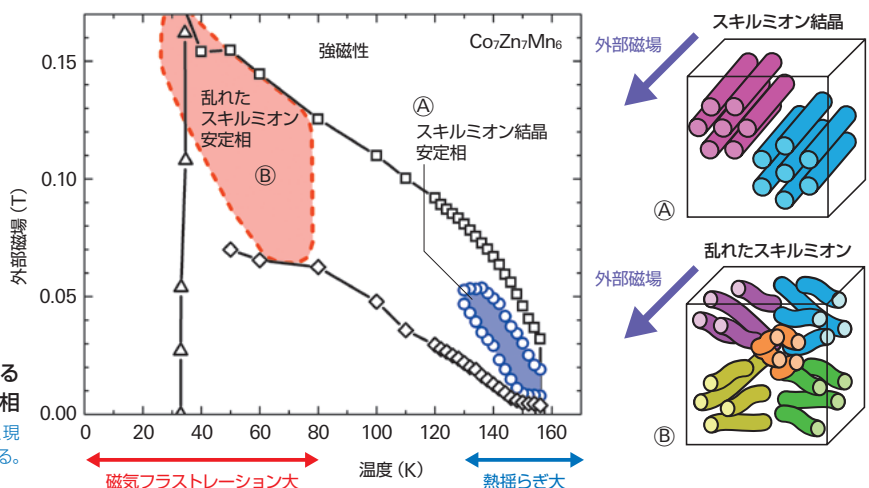 0.15
0.10
0.05
0.00
外部磁場（T）
0
20
40
60
80
100
120
140
160
温度（K）
強磁性
Co₇Zn₇Mn₆
乱れた
スキルミオン
安定相
Ⓑ
Ⓐ
スキルミオン結晶
安定相
磁気フラストレーション大
熱揺らぎ大
る
相
現
る。
スキルミオン結晶
外部磁場
Ⓐ
乱れたスキルミオン
外部磁場
Ⓑ